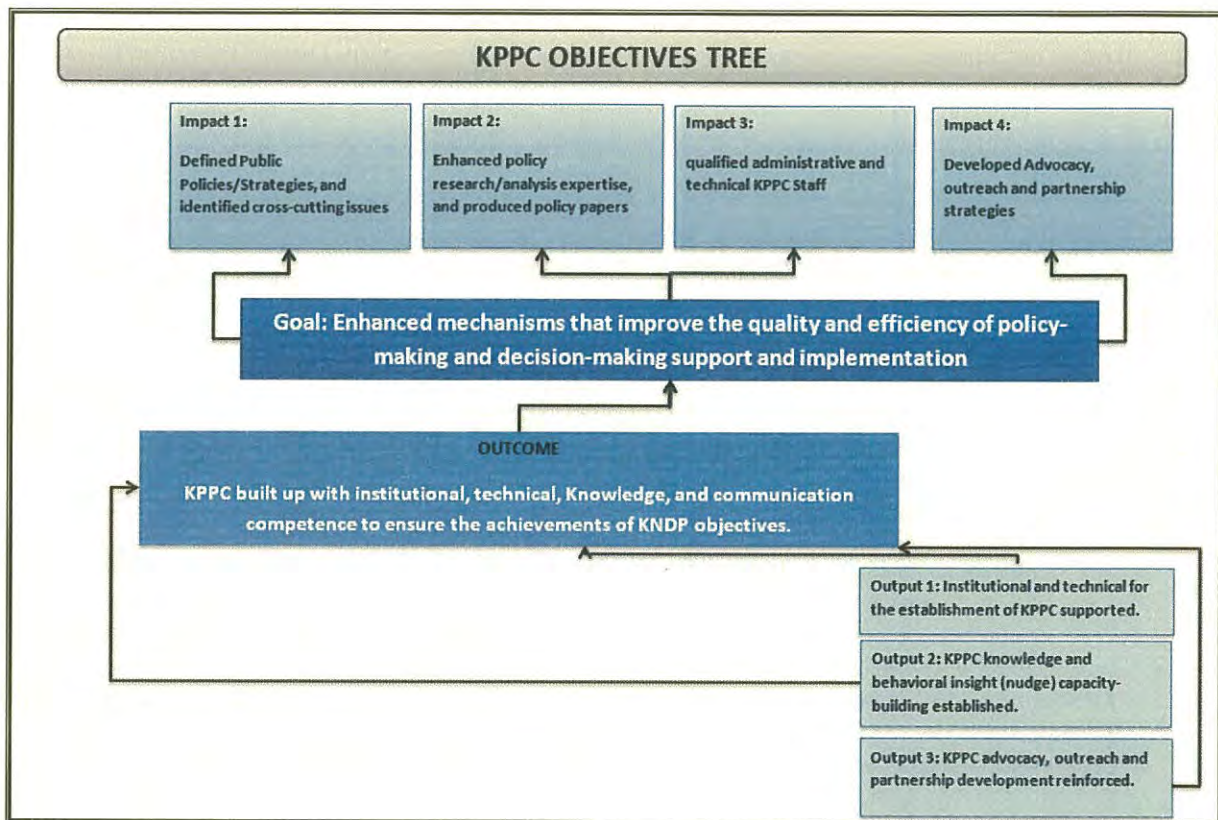 KPPC OBJECTIVES TREE
Impact 1:
Defined Public
Policies/Strategies, and
identified cross-cutting issues
Impact 2:
Enhanced policy
research/analysis expertise,
and produced policy papers
Impact 3:
qualified administrative and
technical KPPC Staff
Impact 4:
Developed Advocacy,
outreach and partnership
strategies
Goal: Enhanced mechanisms that improve the quality and efficiency of policy-
making and decision-making support and implementation
OUTCOME
KPPC built up with institutional, technical, Knowledge, and communication
competence to ensure the achievements of KNDP objectives.
Output 1: Institutional and technical for
the establishment of KPPC supported.
Output 2: KPPC knowledge and
behavioral insight (nudge) capacity-
building established.
Output 3: KPPC advocacy, outreach and
partnership development reinforced.